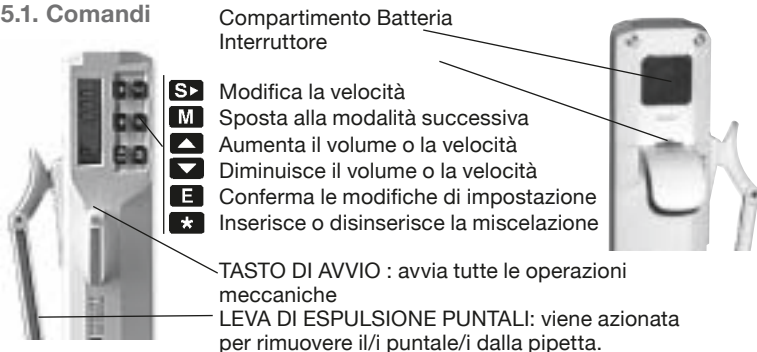 5.1. Comandi
Compartimento Batteria
Interruttore
S▸ Modifica la velocità
M Sposta alla modalità successiva
▲ Aumenta il volume o la velocità
▼ Diminuisce il volume o la velocità
E Conferma le modifiche di impostazione
* Inserisce o disinserisce la miscelazione
TASTO DI AVVIO : avvia tutte le operazioni
meccaniche
LEVA DI ESPULSIONE PUNTALI: viene azionata
per rimuovere il/i puntale/i dalla pipetta.